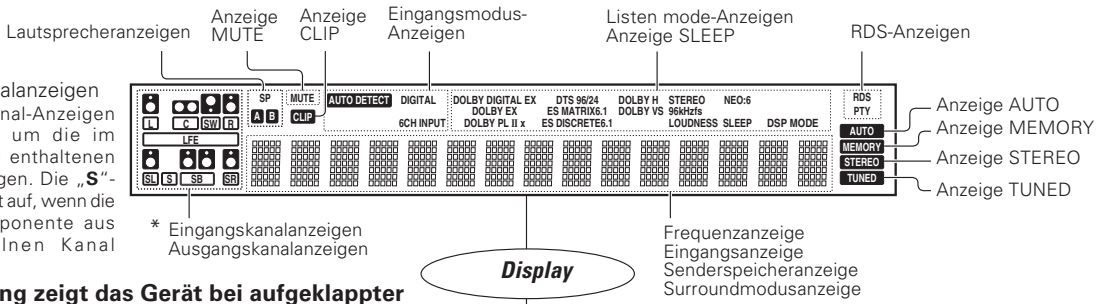 Lautsprecheranzeigen
Anzeige
MUTE
Anzeige
CLIP
Eingangsmodus-
Anzeigen
Listen mode-Anzeigen
Anzeige SLEEP
RDS-Anzeigen
alanzeigen
nal-Anzeigen
um die im
enthaltenen
gen. Die „S“-
t auf, wenn die
ponente aus
lnen Kanal
L C SW R
LFE
SL S SB SR
SP
A B
MUTE
CLIP
AUTO DETECT DIGITAL
6CH INPUT
DOLBY DIGITAL EX DTS 96/24 DOLBY H STEREO NEO:6
DOLBY EX ES MATRIX6.1 DOLBY VS 96kHzfs
DOLBY PL II x ES DISCRETE6.1 LOUDNESS SLEEP DSP MODE
RDS
PTY
AUTO
MEMORY
STEREO
TUNED
Anzeige AUTO
Anzeige MEMORY
Anzeige STEREO
Anzeige TUNED
* Eingangskanalanzeigen
Ausgangskanalanzeigen
Display
Frequenzanzeige
Eingangsanzeige
Senderspeicheranzeige
Surroundmodusanzeige
ng zeigt das Gerät bei aufgeklappter